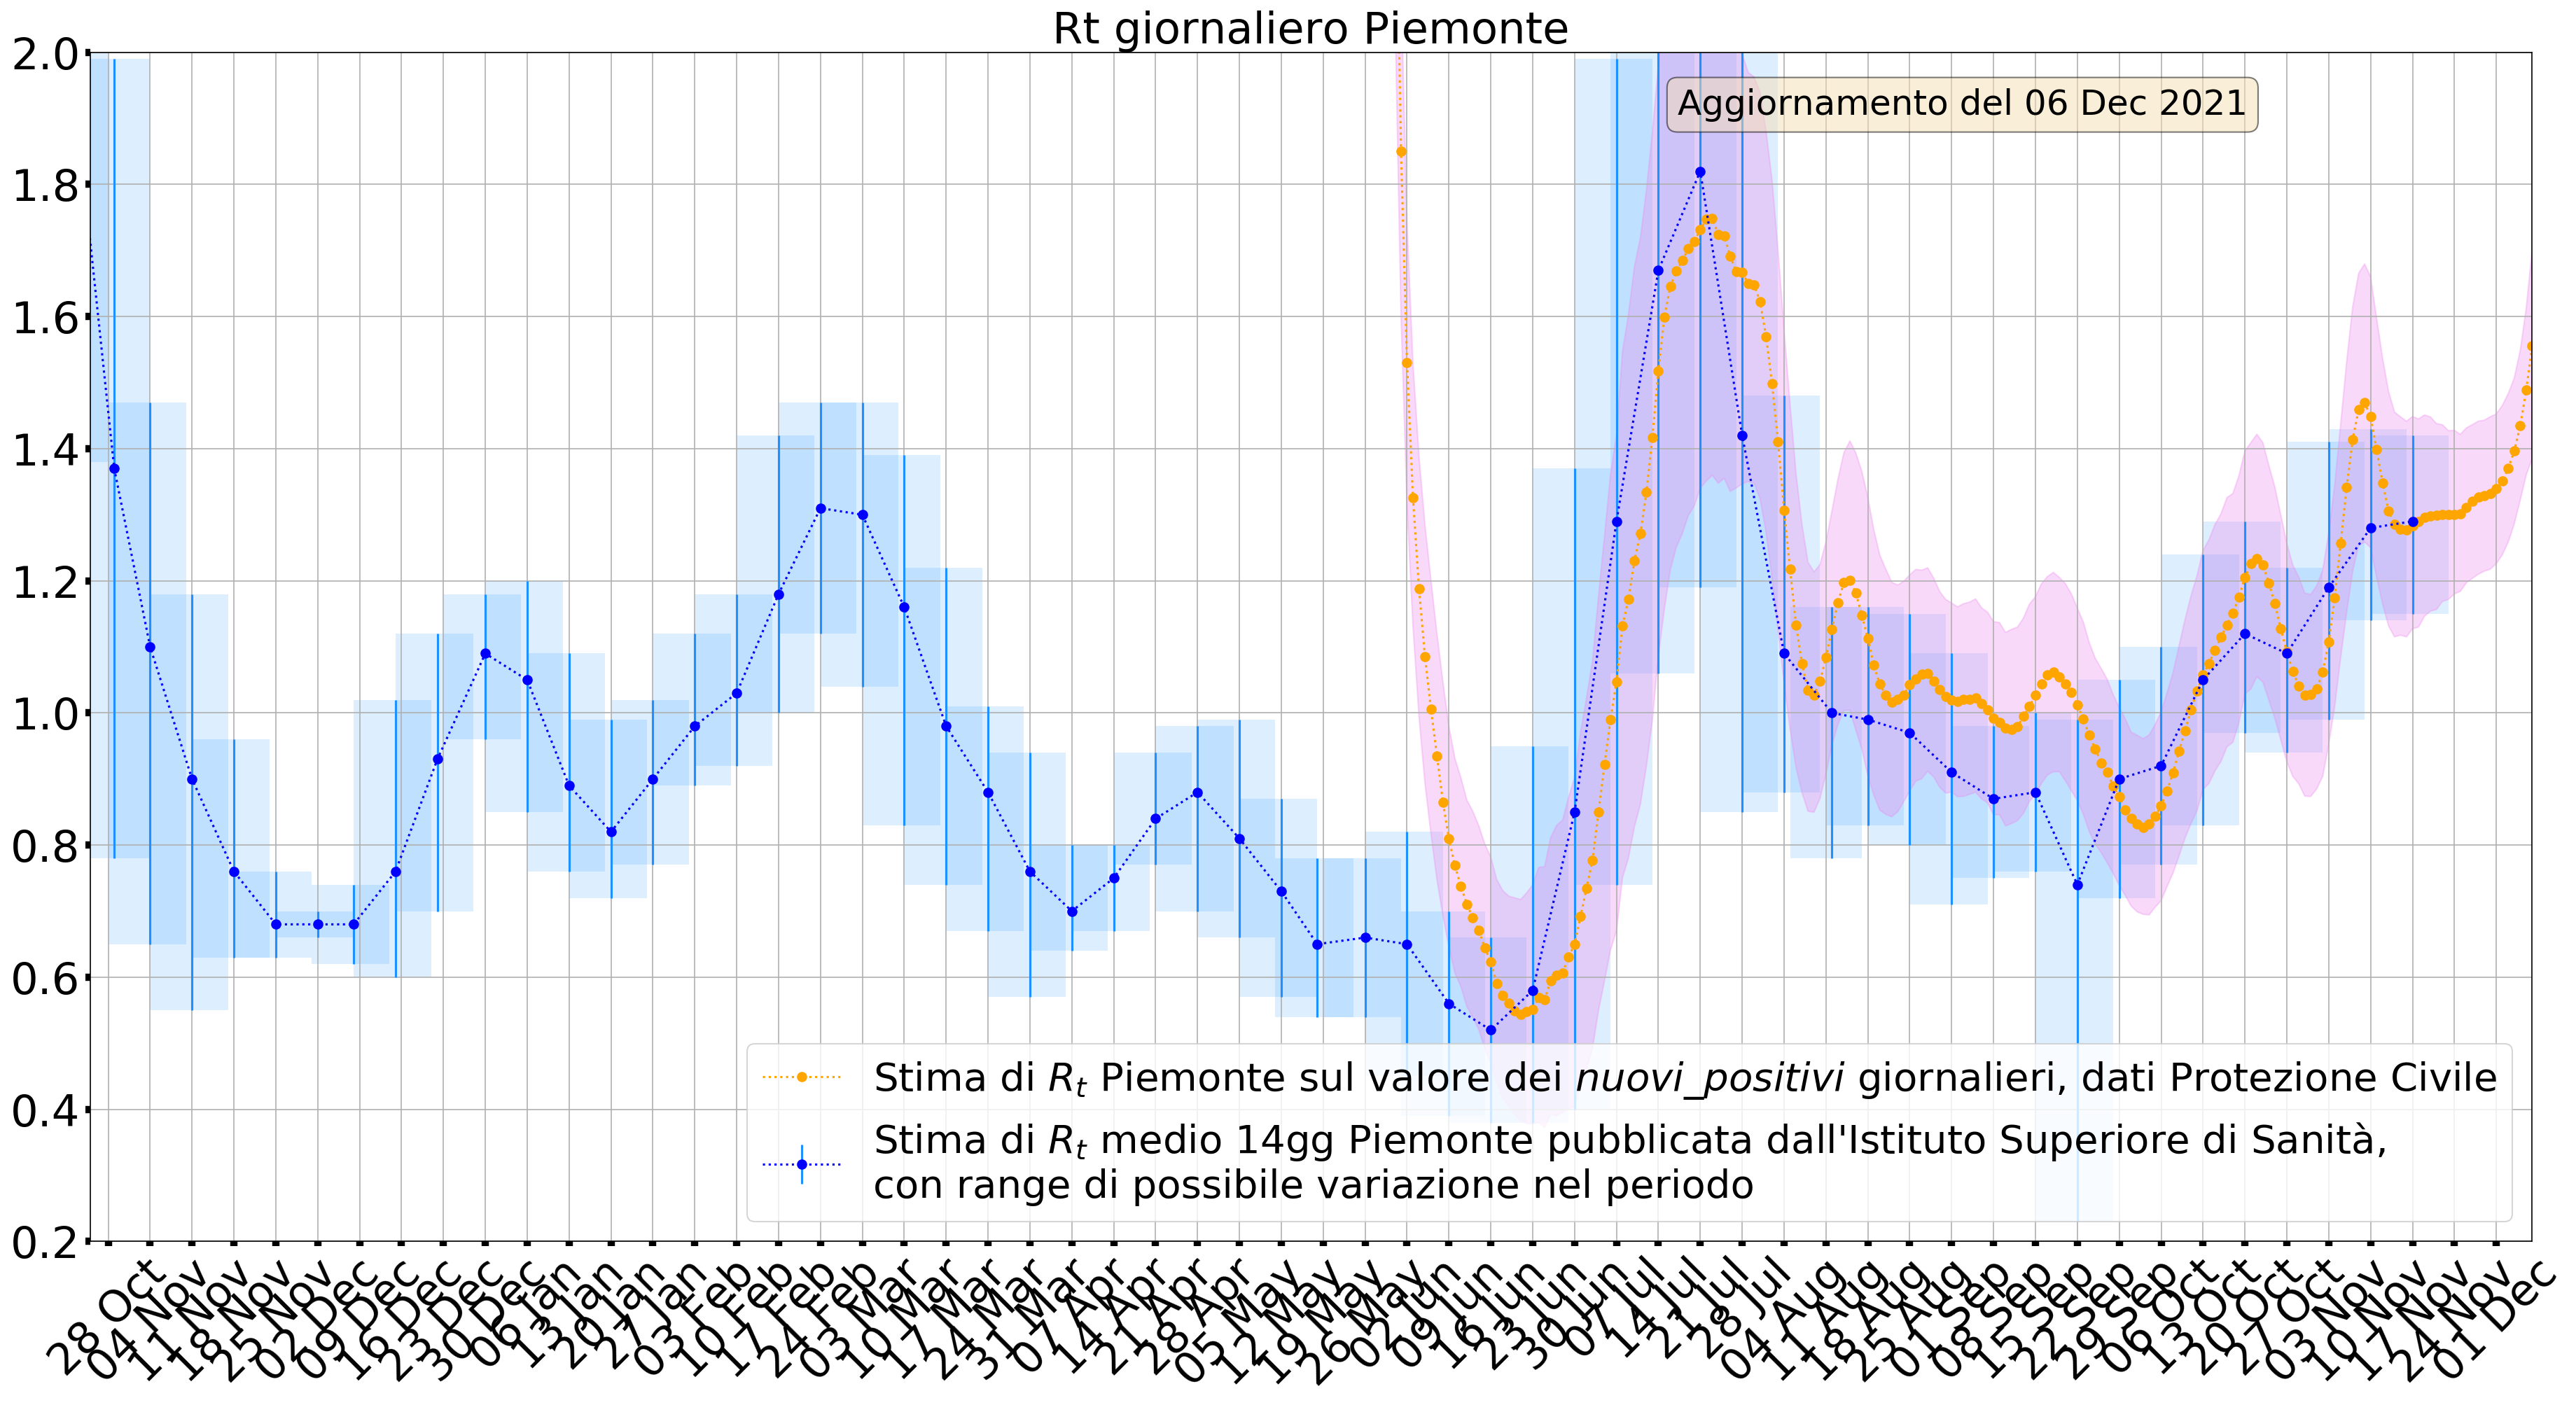 Rt giornaliero Piemonte
2.0
1.8
1.6
1.4
1.2
1.0
0.8
0.6
0.4
0.2
Aggiornamento del 06 Dec 2021
Stima di Rt Piemonte sul valore dei nuovi_positivi giornalieri, dati Protezione Civile
Stima di Rt medio 14gg Piemonte pubblicata dall'Istituto Superiore di Sanità,
con range di possibile variazione nel periodo
28 Oct
04 Nov
11 Nov
18 Nov
25 Nov
02 Dec
09 Dec
16 Dec
23 Dec
30 Dec
06 Jan
13 Jan
20 Jan
27 Jan
03 Feb
10 Feb
17 Feb
24 Feb
03 Mar
10 Mar
17 Mar
24 Mar
31 Mar
07 Apr
14 Apr
21 Apr
28 Apr
05 May
12 May
19 May
26 May
02 Jun
09 Jun
16 Jun
23 Jun
30 Jun
07 Jul
14 Jul
21 Jul
28 Jul
04 Aug
11 Aug
18 Aug
25 Aug
01 Sep
08 Sep
15 Sep
22 Sep
29 Sep
06 Oct
13 Oct
20 Oct
27 Oct
03 Nov
10 Nov
17 Nov
24 Nov
01 Dec